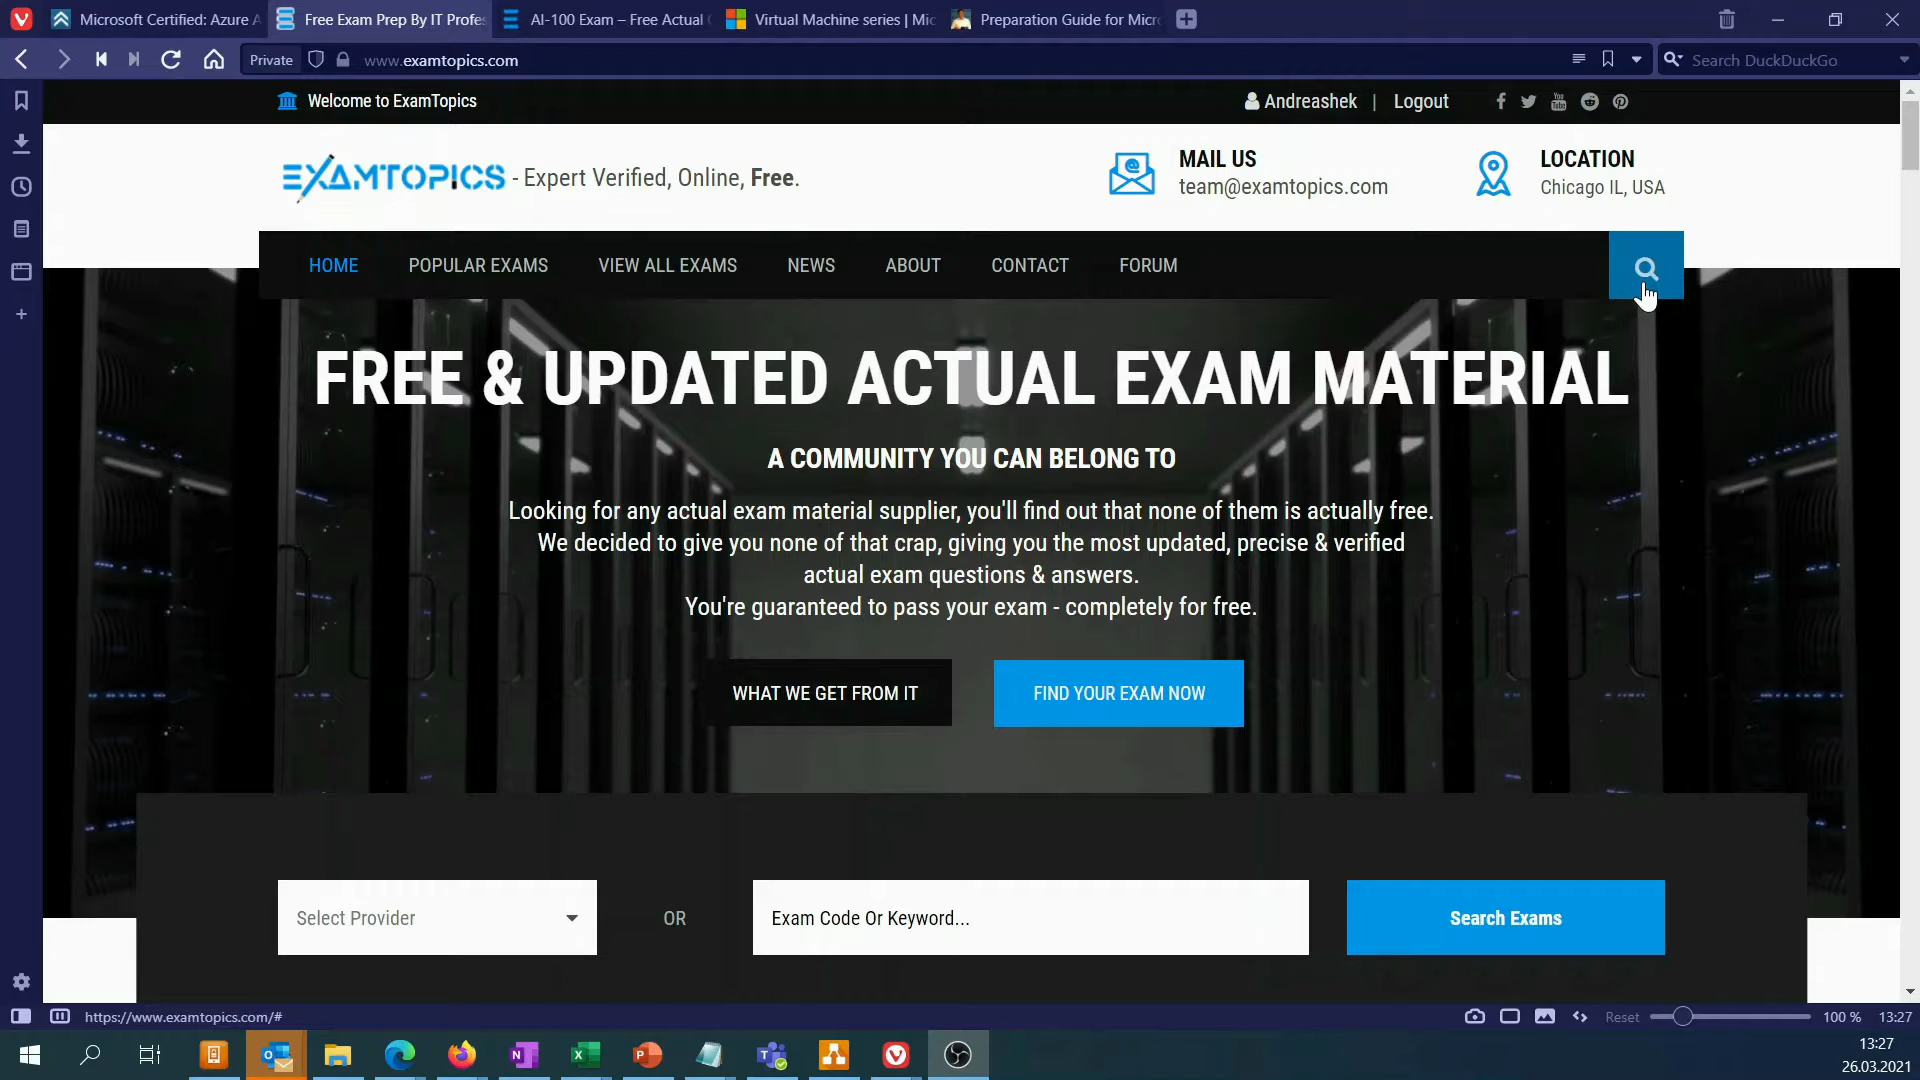 Microsoft Certified: Azure A
Free Exam Prep By IT Profes
AI-100 Exam – Free Actual
Virtual Machine series | Mic
Preparation Guide for Micro
Private
www.examtopics.com
Search DuckDuckGo
Welcome to ExamTopics
Andreashek | Logout
EXAMTOPICS - Expert Verified, Online, Free.
MAIL US
team@examtopics.com
LOCATION
Chicago IL, USA
HOME
POPULAR EXAMS
VIEW ALL EXAMS
NEWS
ABOUT
CONTACT
FORUM
FREE & UPDATED ACTUAL EXAM MATERIAL
A COMMUNITY YOU CAN BELONG TO
Looking for any actual exam material supplier, you'll find out that none of them is actually free.
We decided to give you none of that crap, giving you the most updated, precise & verified
actual exam questions & answers.
You're guaranteed to pass your exam - completely for free.
WHAT WE GET FROM IT
FIND YOUR EXAM NOW
Select Provider
OR
Exam Code Or Keyword...
Search Exams
https://www.examtopics.com/#
Reset
100 %
13:27
13:27
26.03.2021